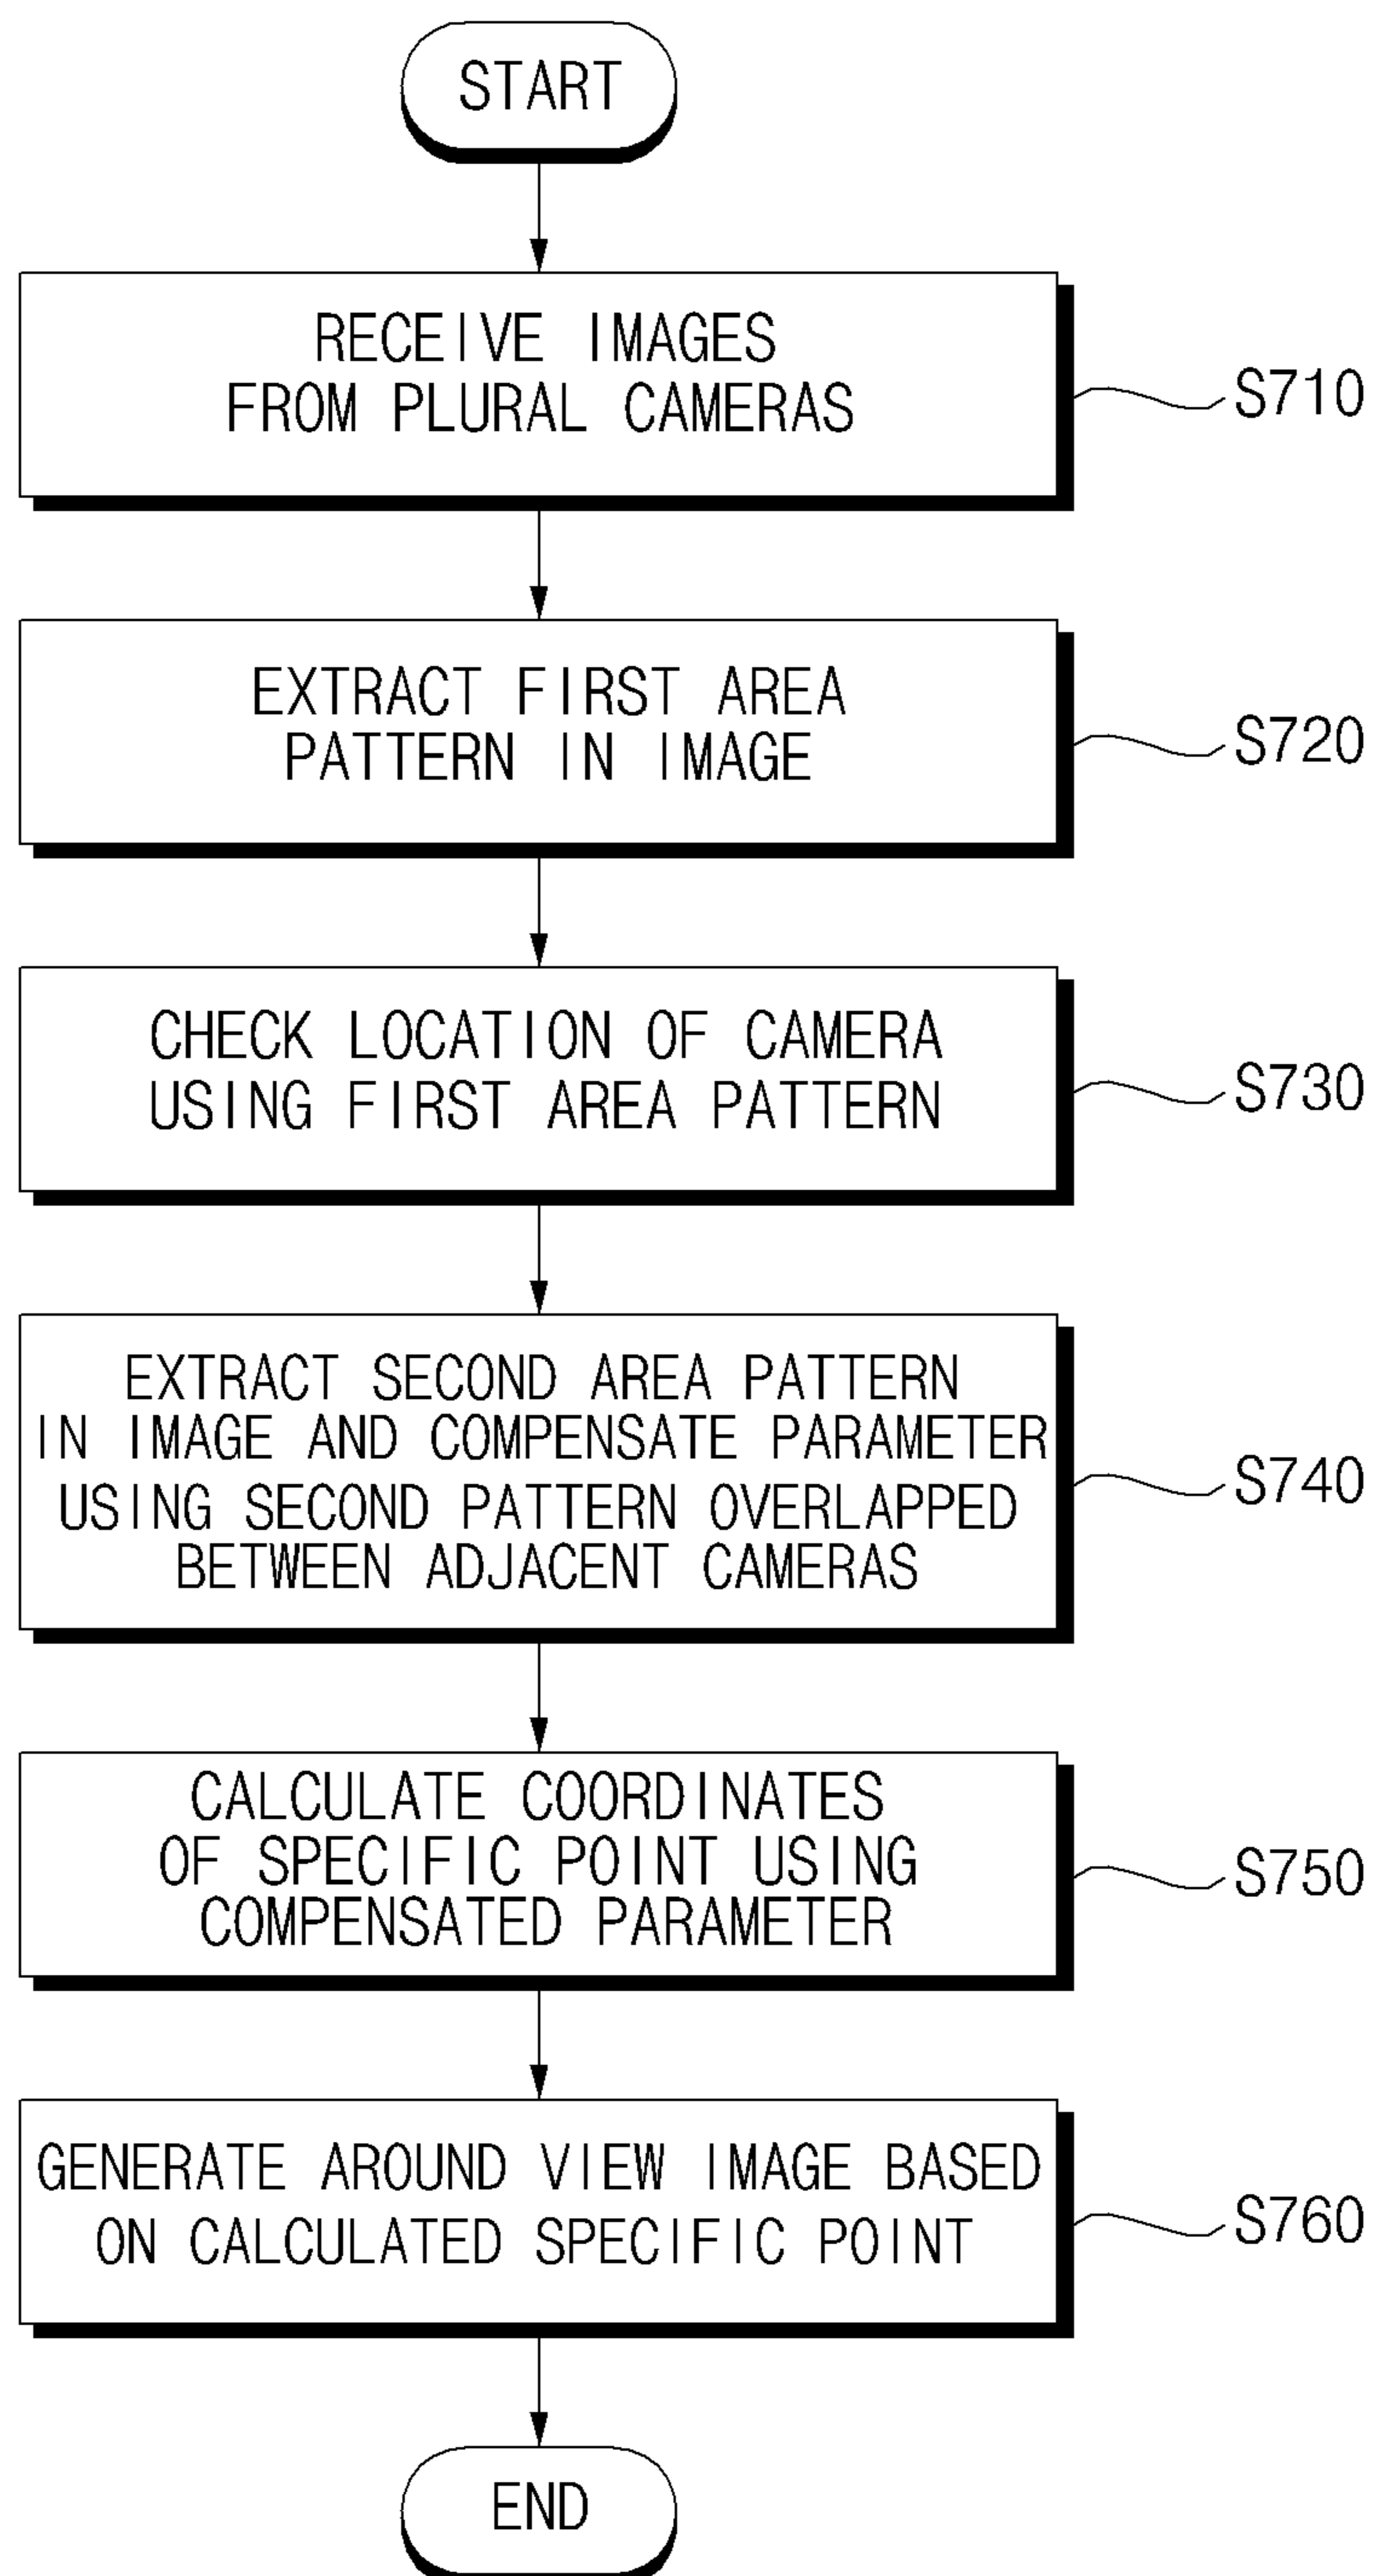 START
RECEIVE IMAGES
FROM PLURAL CAMERAS
S710
EXTRACT FIRST AREA
PATTERN IN IMAGE
S720
CHECK LOCATION OF CAMERA
USING FIRST AREA PATTERN
S730
EXTRACT SECOND AREA PATTERN
IN IMAGE AND COMPENSATE PARAMETER
USING SECOND PATTERN OVERLAPPED
BETWEEN ADJACENT CAMERAS
S740
CALCULATE COORDINATES
OF SPECIFIC POINT USING
COMPENSATED PARAMETER
S750
GENERATE AROUND VIEW IMAGE BASED
ON CALCULATED SPECIFIC POINT
S760
END